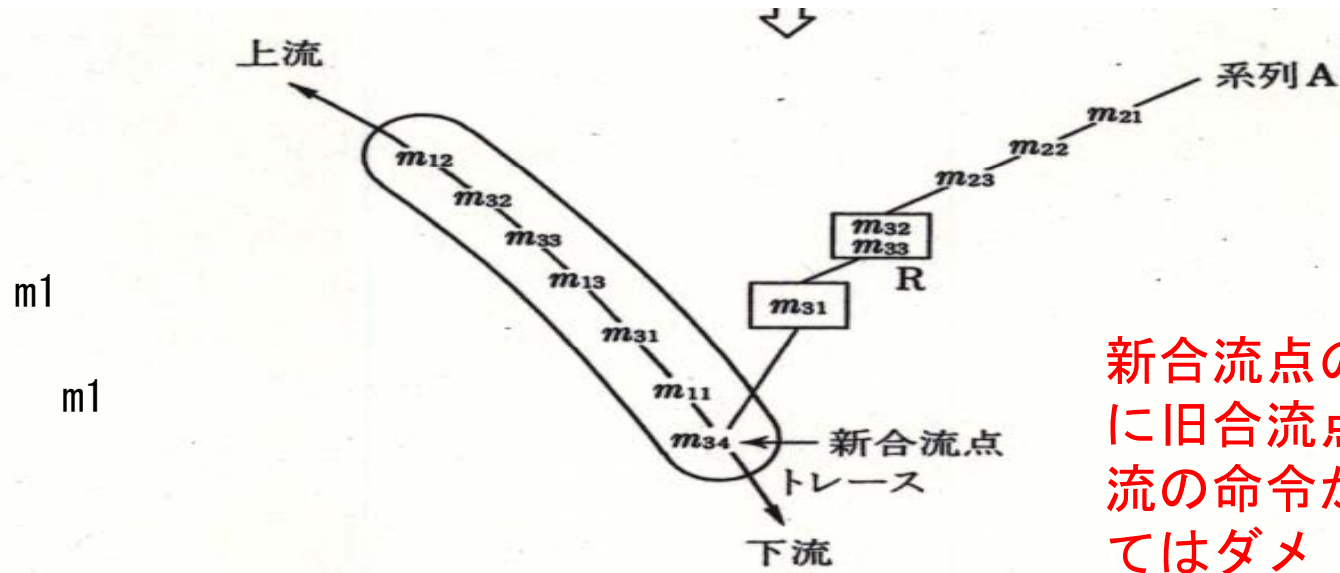 上流
系列A
m21
m22
m23
m12
m32
m33
m13
m31
m11
m34
m32
m33
R
m31
m1
m1
新合流点
トレース
下流
新合流点の
に旧合流点
流の命令が
てはダメ